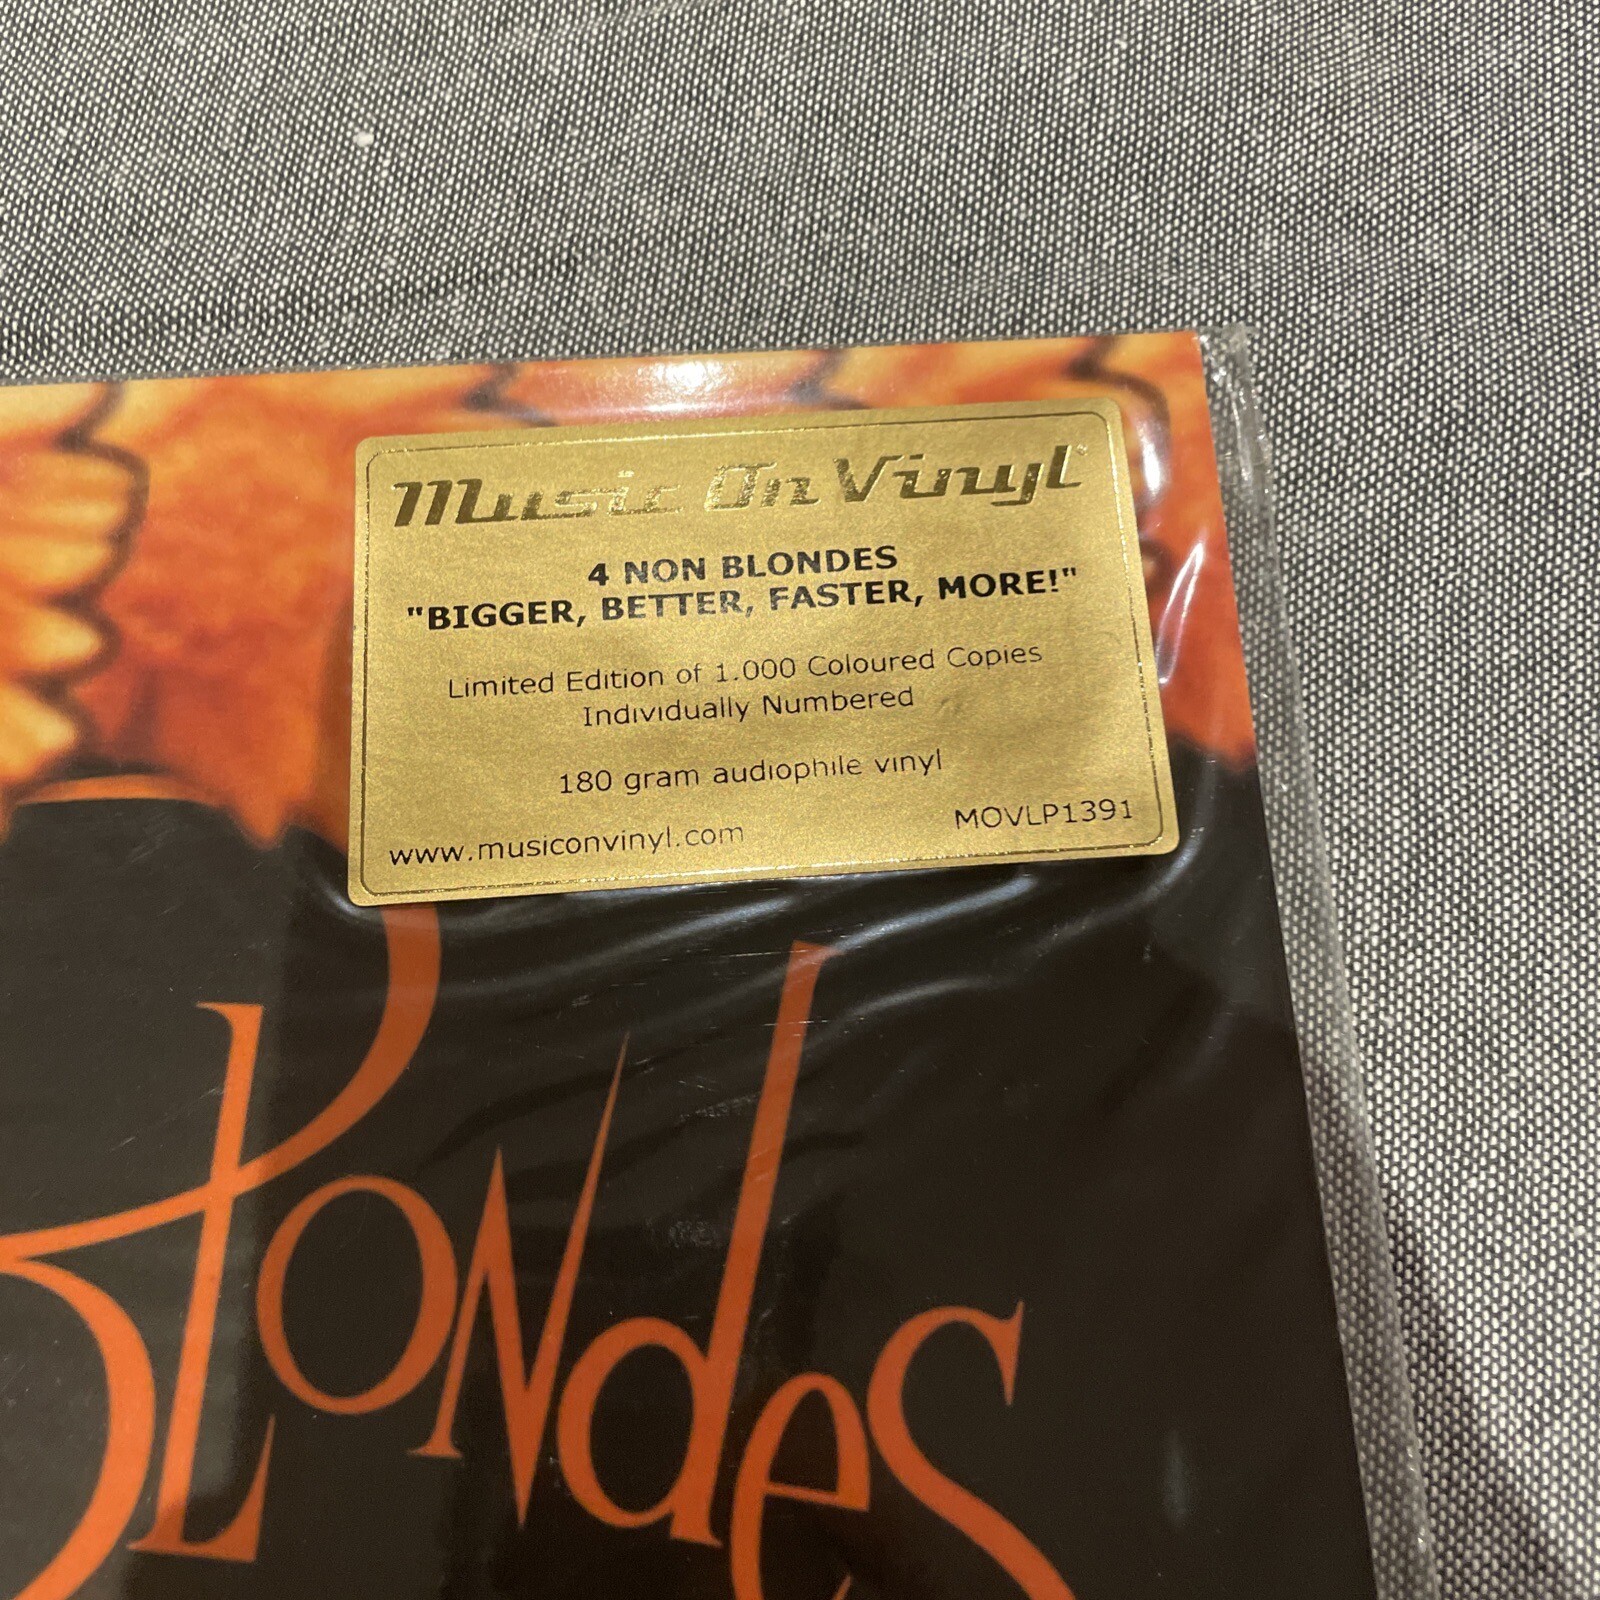 Music On Vinyl
4 NON BLONDES
"BIGGER, BETTER, FASTER, MORE!"
Limited Edition of 1.000 Coloured Copies
Individually Numbered
180 gram audiophile vinyl
www.musiconvinyl.com
MOVLP1391
BLONdES